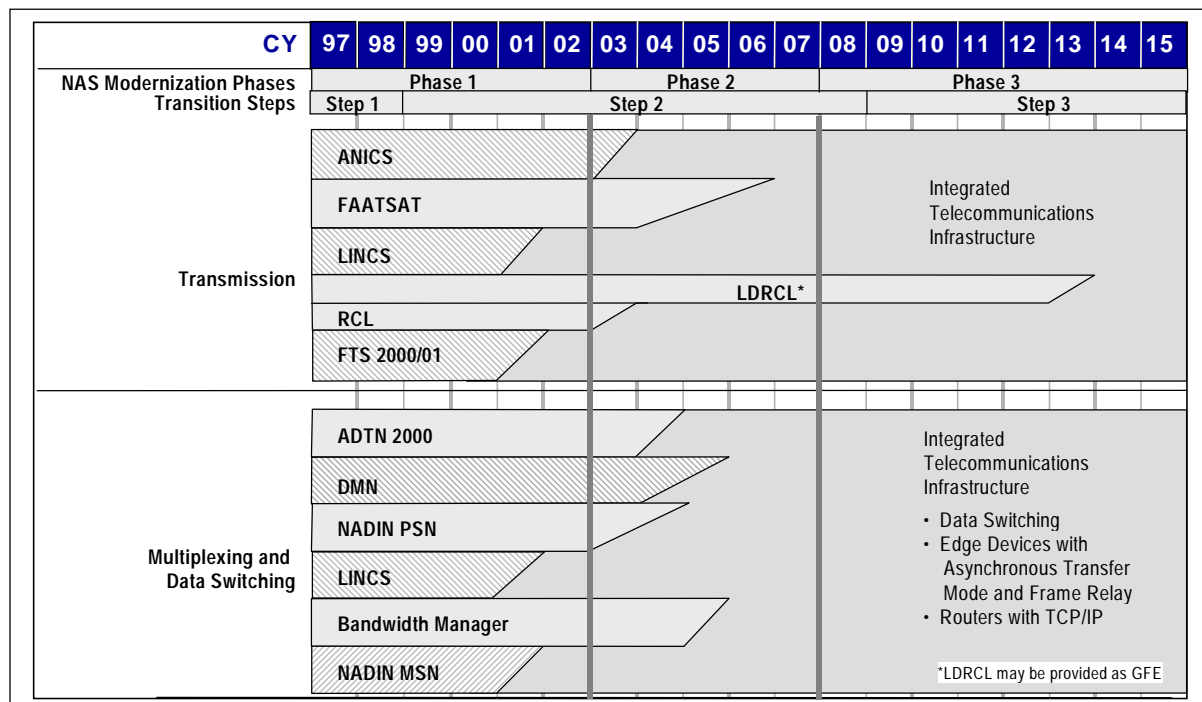 CY 97 98 99 00 01 02 03 04 05 06 07 08 09 10 11 12 13 14 15
NAS Modernization Phases Phase 1 Phase 2 Phase 3
Transition Steps Step 1 Step 2 Step 3
Transmission
ANICS
FAATSAT
LINCS
LDRCL*
RCL
FTS 2000/01
Integrated
Telecommunications
Infrastructure
Multiplexing and
Data Switching
ADTN 2000
DMN
NADIN PSN
LINCS
Bandwidth Manager
NADIN MSN
Integrated
Telecommunications
Infrastructure
• Data Switching
• Edge Devices with
Asynchronous Transfer
Mode and Frame Relay
• Routers with TCP/IP
*LDRCL may be provided as GFE